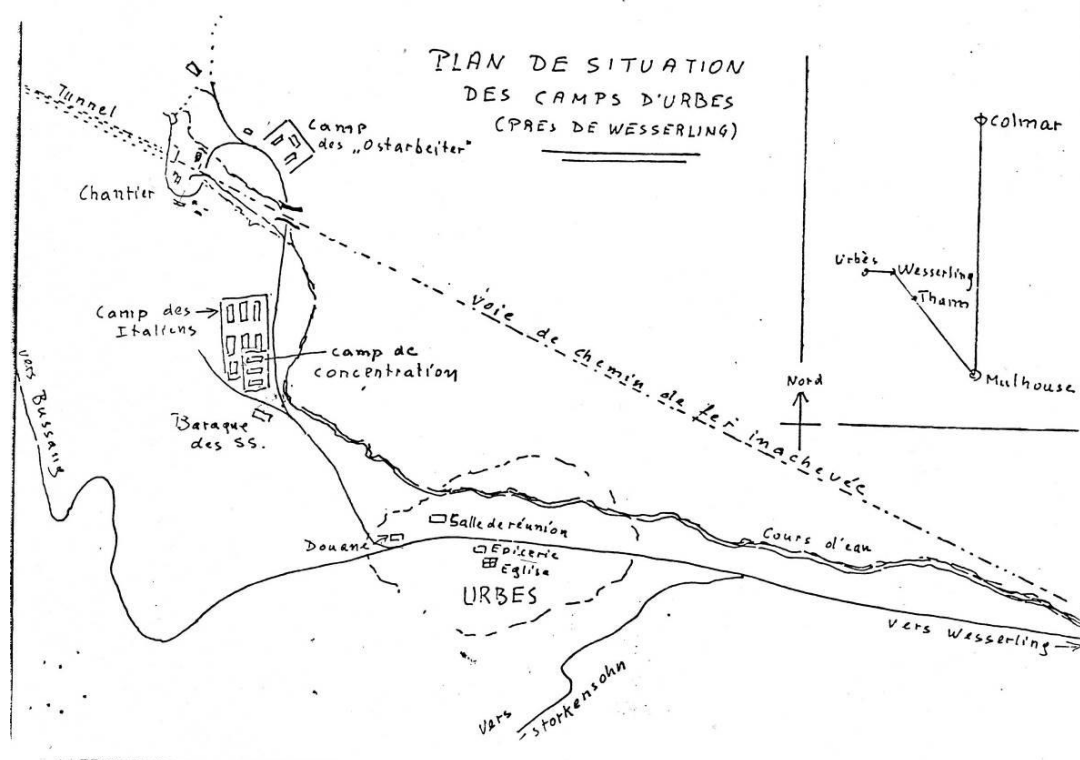 PLAN DE SITUATION
DES CAMPS D'URBES
(PRES DE WESSERLING)
Tunnel
Camp
des „Ostarbeiter"
Chantier
Colmar
Urbès
Wesserling
Thann
Mulhouse
Nord
Voie de chemin de fer inachevée
Camp des
Italiens
Camp de
concentration
Baraque
des SS.
vers Bussang
Salle de réunion
Douane
Epicerie
Eglise
URBES
Cours d'eau
vers Wesserling
vers
Storkensohn